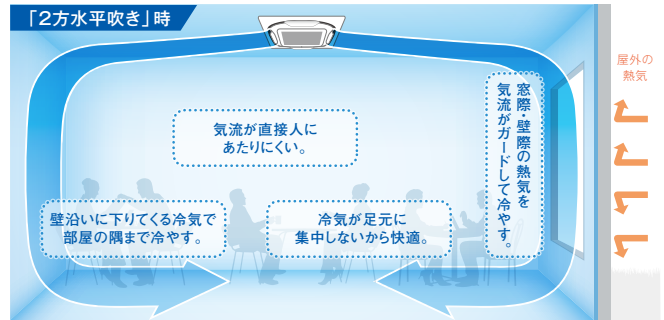 「2方水平吹き」時
気流が直接人に
あたりにくい。
窓際・壁際の熱気を
気流がガードして冷やす。
屋外の
熱気
壁沿いに下りてくる冷気で
部屋の隅まで冷やす。
冷気が足元に
集中しないから快適。